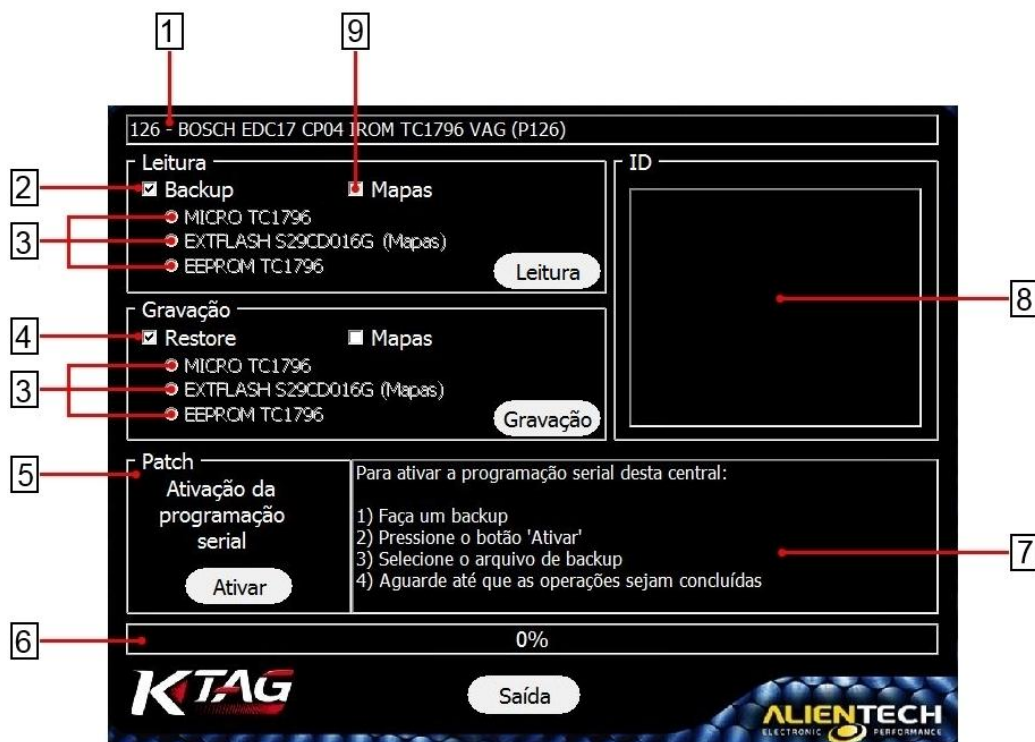 1
9
126 - BOSCH EDC17 CP04 IROM TC1796 VAG (P126)
Leitura
2
Backup
Mapas
MICRO TC1796
3
EXTFLASH S29CD016G (Mapas)
EEPROM TC1796
Leitura
ID
8
Gravação
4
Restore
Mapas
MICRO TC1796
3
EXTFLASH S29CD016G (Mapas)
EEPROM TC1796
Gravação
5
Patch
Ativação da
programação
serial
Ativar
Para ativar a programação serial desta central:
1) Faça um backup
2) Pressione o botão 'Ativar'
3) Selecione o arquivo de backup
4) Aguarde até que as operações sejam concluídas
7
6
0%
KTAG
Saída
ALIENTECH
ELECTRONIC PERFORMANCE